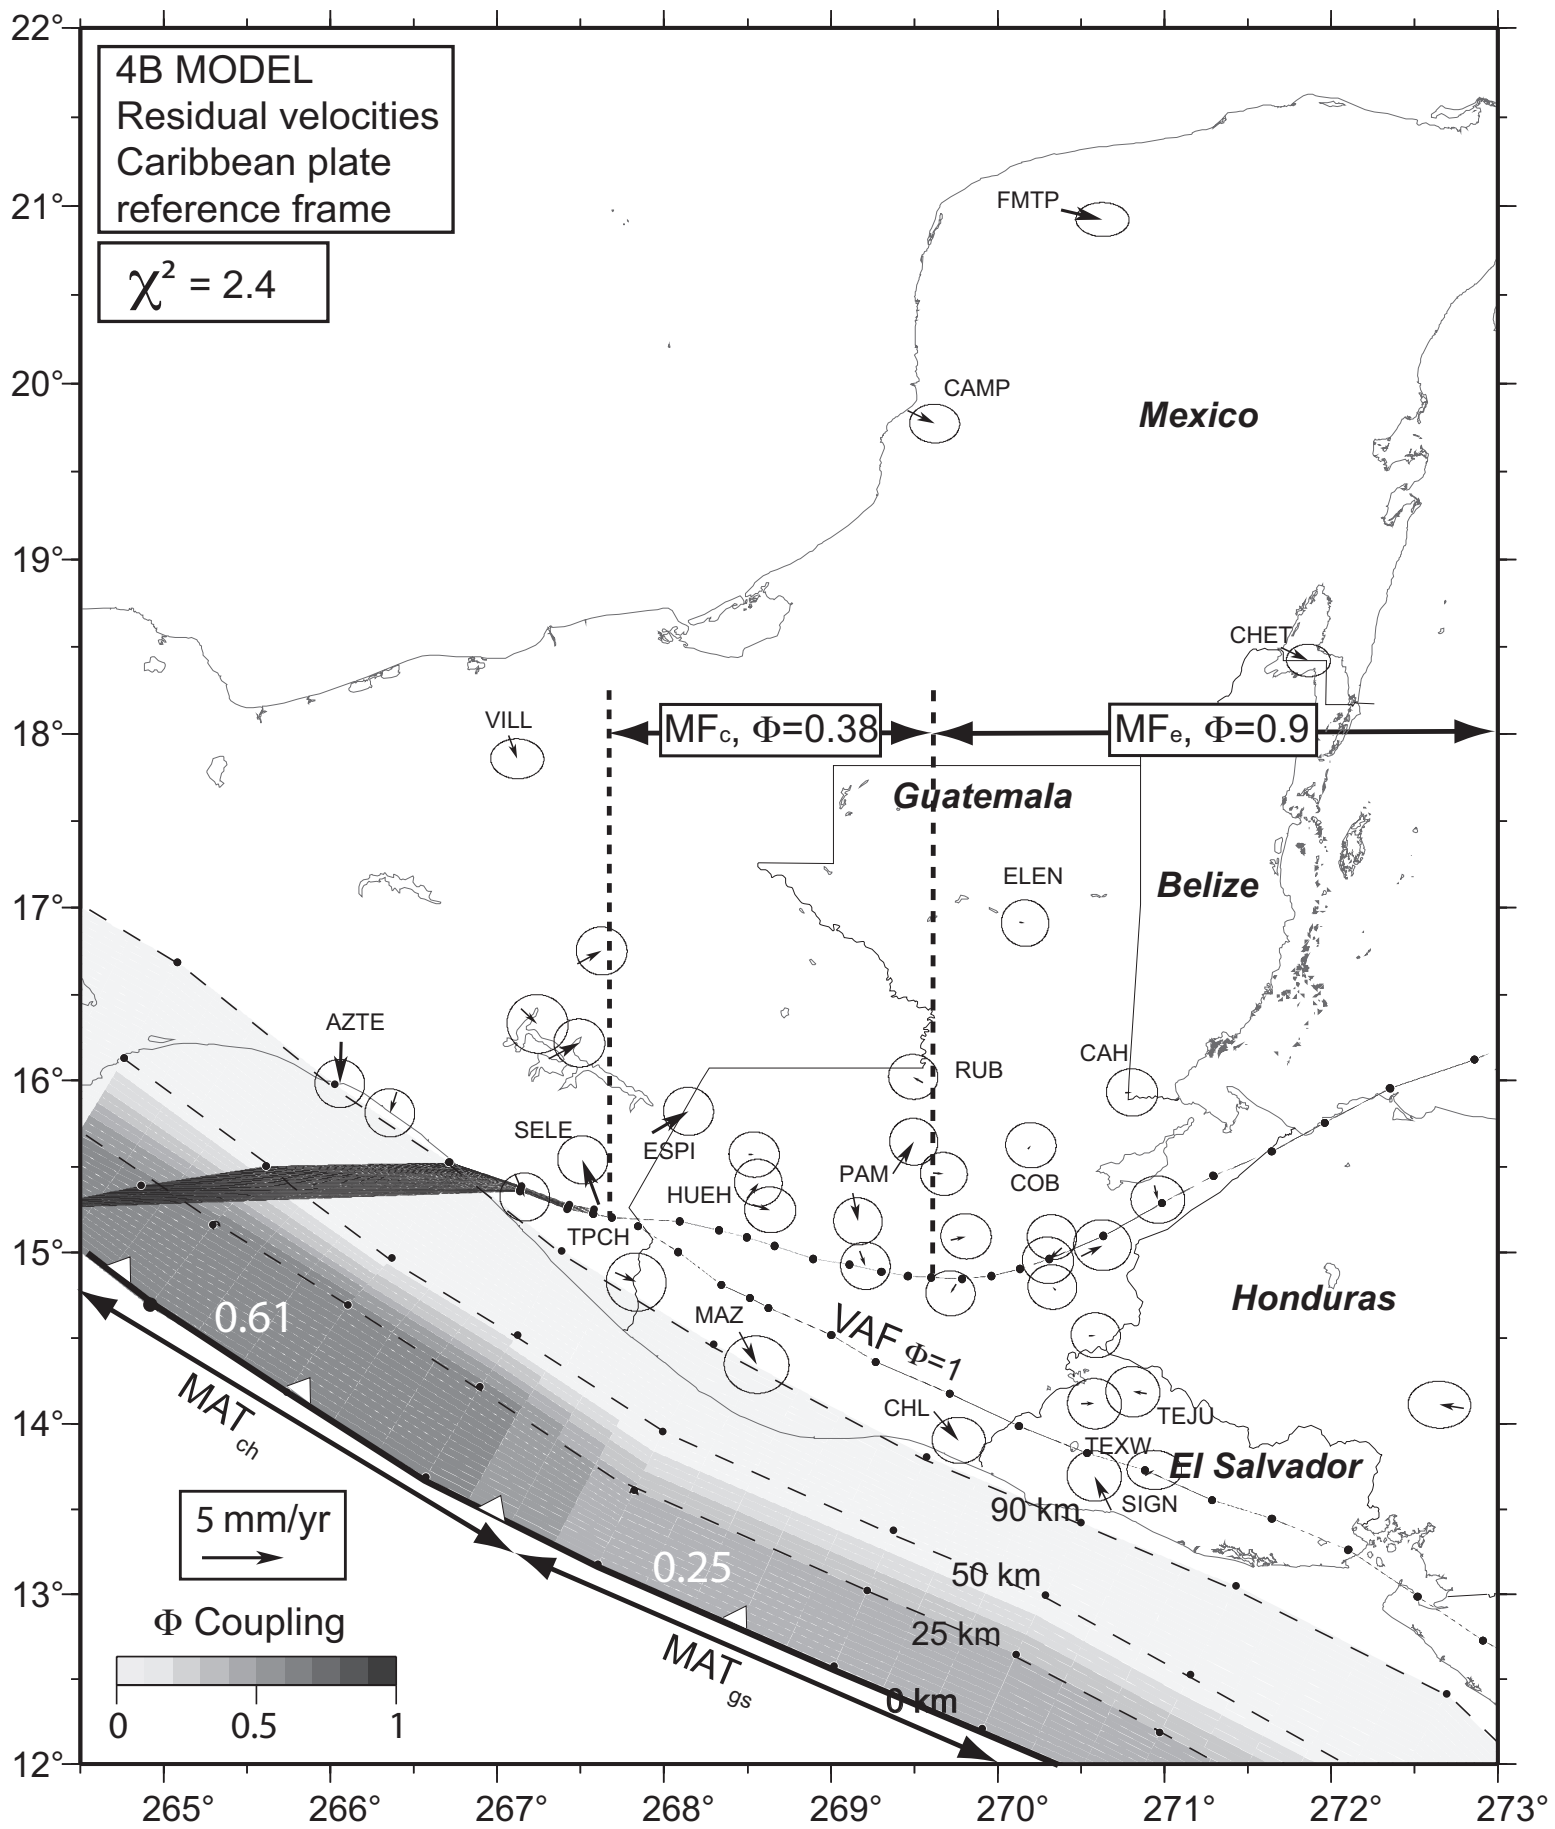 22°
21°
20°
19°
18°
17°
16°
15°
14°
13°
12°
4B MODEL
Residual velocities
Caribbean plate
reference frame
χ² = 2.4
FMTP
CAMP
Mexico
CHET
VILL
MFc, Φ=0.38
MFe, Φ=0.9
Guatemala
ELEN
Belize
AZTE
RUB
CAH
SELE
ESPI
PAM
COB
HUEH
TPCH
0.61
MAZ
VAF Φ=1
Honduras
MATch
CHL
TEJU
TEXW
El Salvador
SIGN
90 km
5 mm/yr
0.25
50 km
25 km
Φ Coupling
MATgs
0 km
0 0.5 1
265° 266° 267° 268° 269° 270° 271° 272° 273°